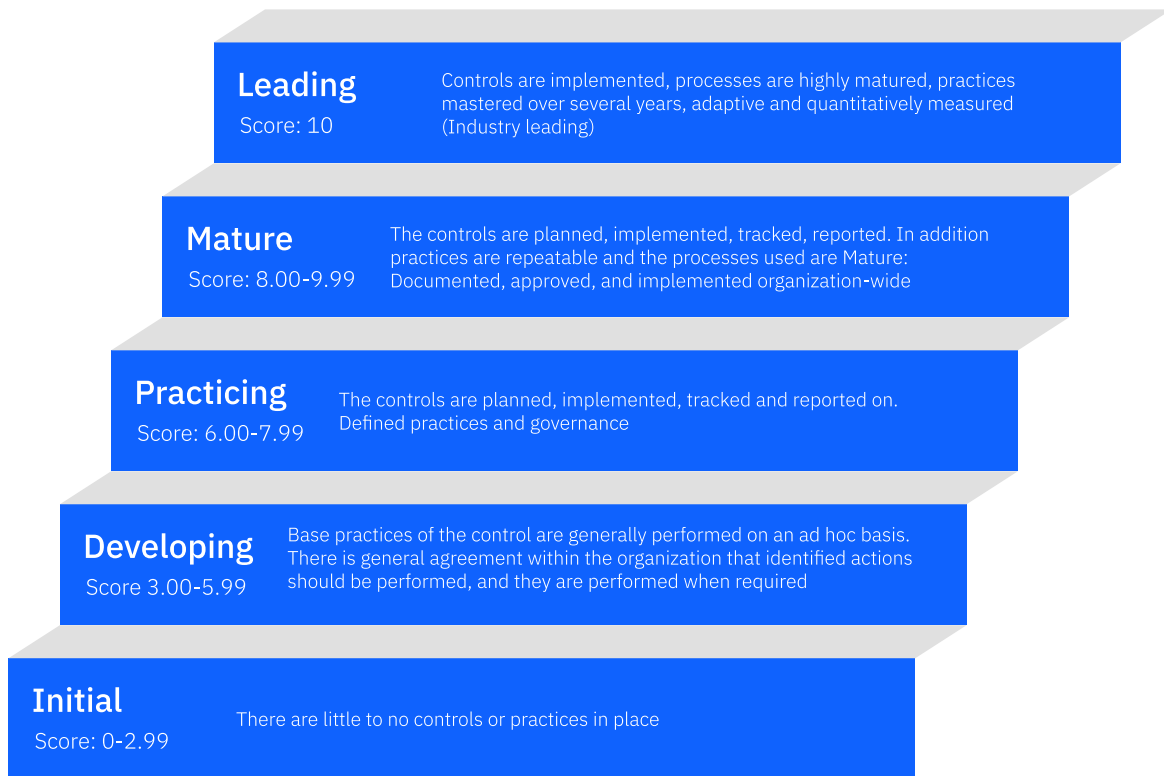 Leading
Score: 10
Controls are implemented, processes are highly matured, practices
mastered over several years, adaptive and quantitatively measured
(Industry leading)
Mature
Score: 8.00-9.99
The controls are planned, implemented, tracked, reported. In addition
practices are repeatable and the processes used are Mature:
Documented, approved, and implemented organization-wide
Practicing
Score: 6.00-7.99
The controls are planned, implemented, tracked and reported on.
Defined practices and governance
Developing
Score 3.00-5.99
Base practices of the control are generally performed on an ad hoc basis.
There is general agreement within the organization that identified actions
should be performed, and they are performed when required
Initial
Score: 0-2.99
There are little to no controls or practices in place